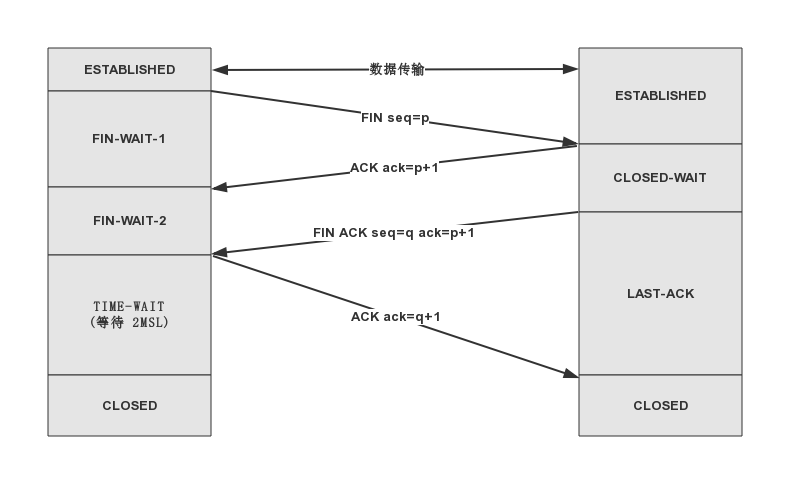 ESTABLISHED
数据传输
ESTABLISHED
FIN seq=p
FIN-WAIT-1
ACK ack=p+1
CLOSED-WAIT
FIN-WAIT-2
FIN ACK seq=q ack=p+1
LAST-ACK
TIME-WAIT
(等待 2MSL)
ACK ack=q+1
CLOSED
CLOSED